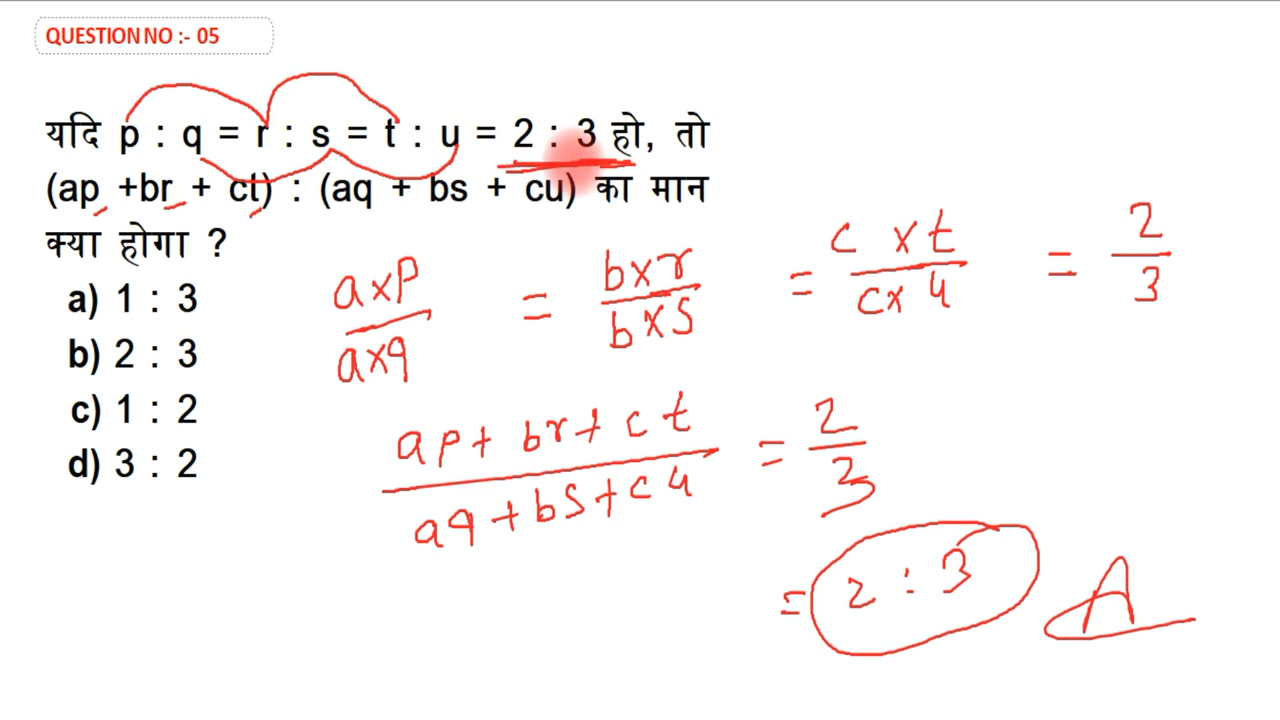 QUESTION NO :- 05
यदि p : q = r : s = t : u = 2 : 3 हो, तो
(ap +br + ct) : (aq + bs + cu) का मान
क्या होगा ?
a) 1 : 3
b) 2 : 3
c) 1 : 2
d) 3 : 2
a×p / a×q = b×r / b×s = c×t / c×u = 2 / 3
ap+ br+ ct / aq+bs+cu = 2 / 3
= 2 : 3 A